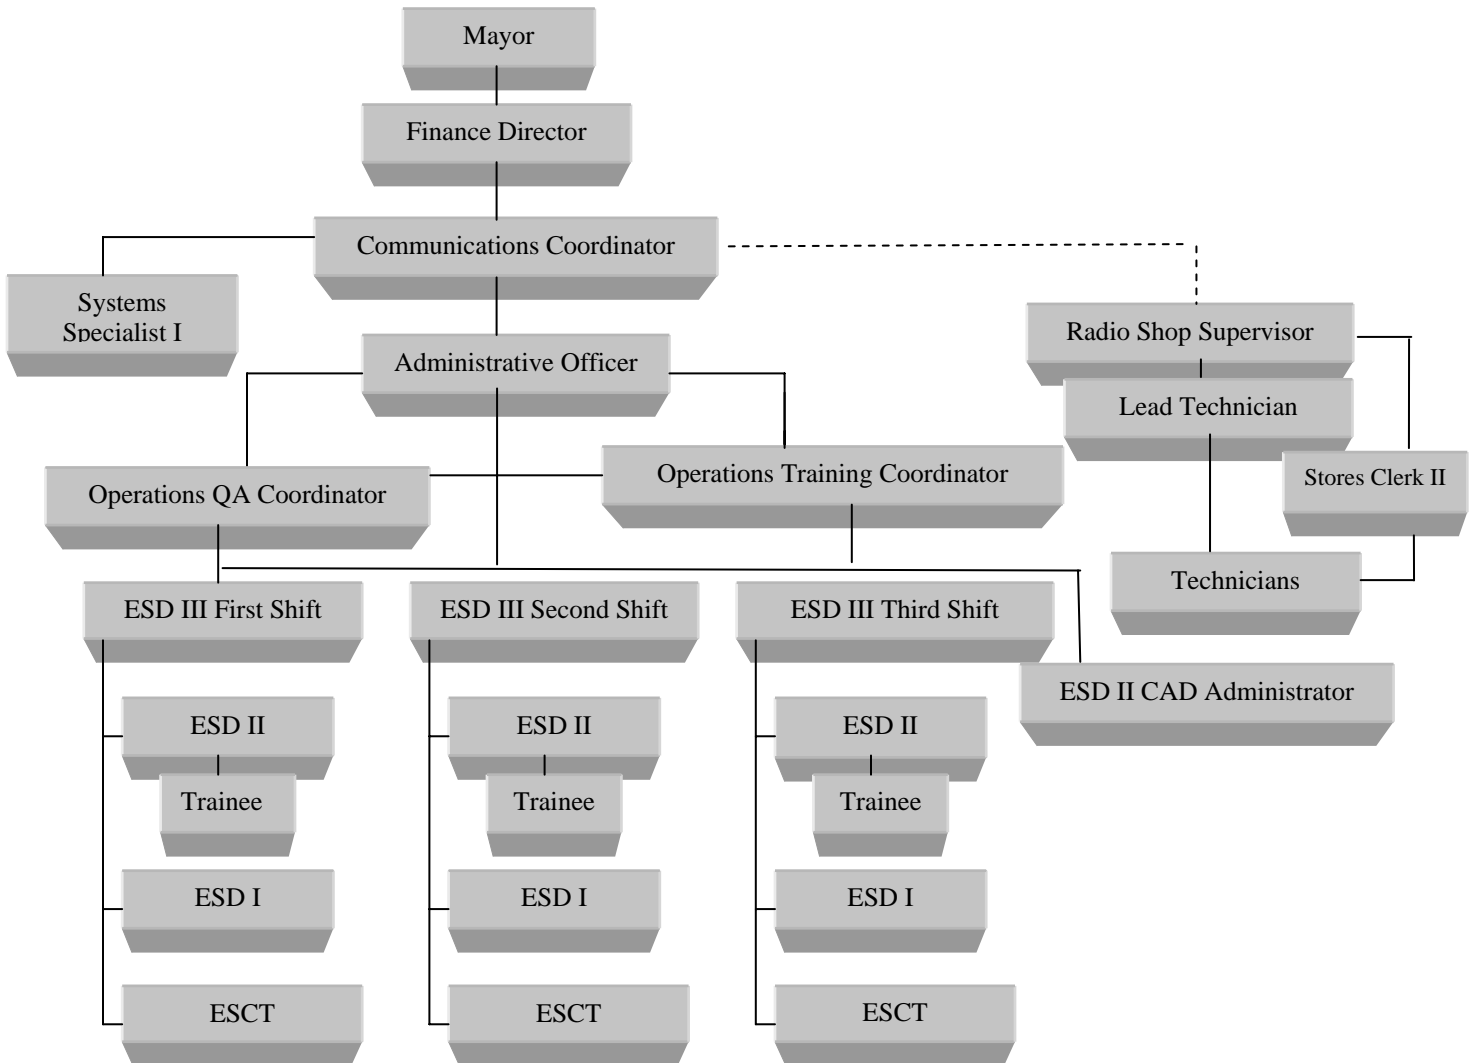 Mayor
Finance Director
Communications Coordinator
Systems
Specialist I
Radio Shop Supervisor
Administrative Officer
Lead Technician
Operations Training Coordinator
Stores Clerk II
Operations QA Coordinator
Technicians
ESD III First Shift
ESD III Second Shift
ESD III Third Shift
ESD II CAD Administrator
ESD II
ESD II
ESD II
Trainee
Trainee
Trainee
ESD I
ESD I
ESD I
ESCT
ESCT
ESCT